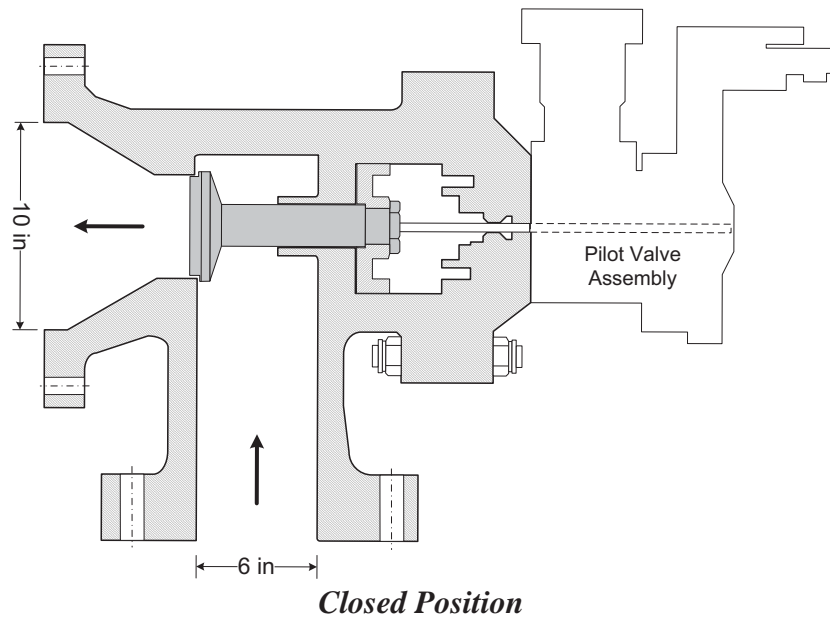 10 in
Pilot Valve
Assembly
6 in
Closed Position